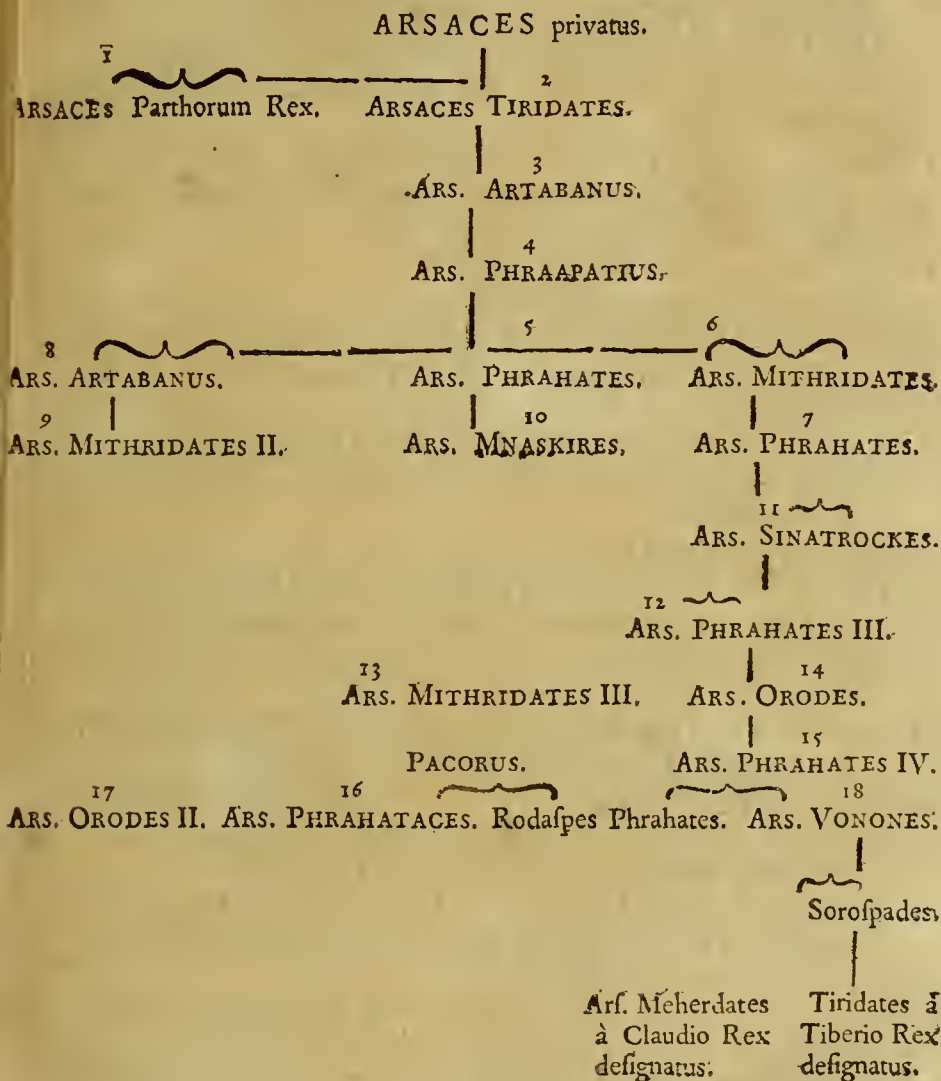 ARSACES privatus.
1
2
ARSACES Parthorum Rex. ARSACES TIRIDATES.
3
ARS. ARTABANUS.
4
ARS. PHRAAPATIUS.
8 5 6
ARS. ARTABANUS. ARS. PHRAHATES. ARS. MITHRIDATES.
9 10 7
ARS. MITHRIDATES II. ARS. MNASKIRES. ARS. PHRAHATES.
11
ARS. SINATROCKES.
12
ARS. PHRAHATES III.
13 14
ARS. MITHRIDATES III. ARS. ORODES.
15
PACORUS. ARS. PHRAHATES IV.
17 16 18
ARS. ORODES II. ARS. PHRAHATACES. Rodaſpes Phrahates. ARS. VONONES.
Soroſpades
Arſ. Meherdates Tiridates à
à Claudio Rex Tiberio Rex
deſignatus. deſignatus.